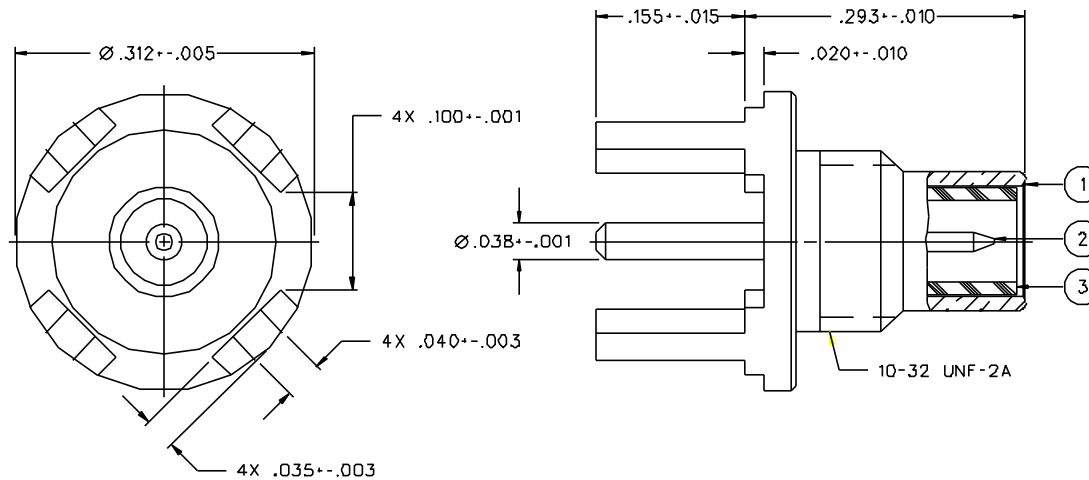 .155+-.015
.293+-.010
Ø.312+-.005
.020+-.010
4X .100+-.001
1
Ø.038-.001
2
3
4X .040+-.003
10-32 UNF-2A
4X .035+-.003